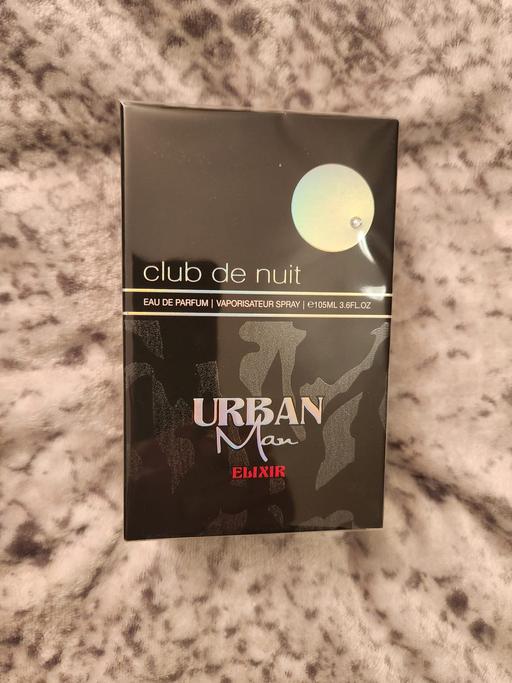 club de nuit
EAU DE PARFUM | VAPORISATEUR SPRAY | ℮105ML 3.6FL.OZ
URBAN
Man
ELIXIR